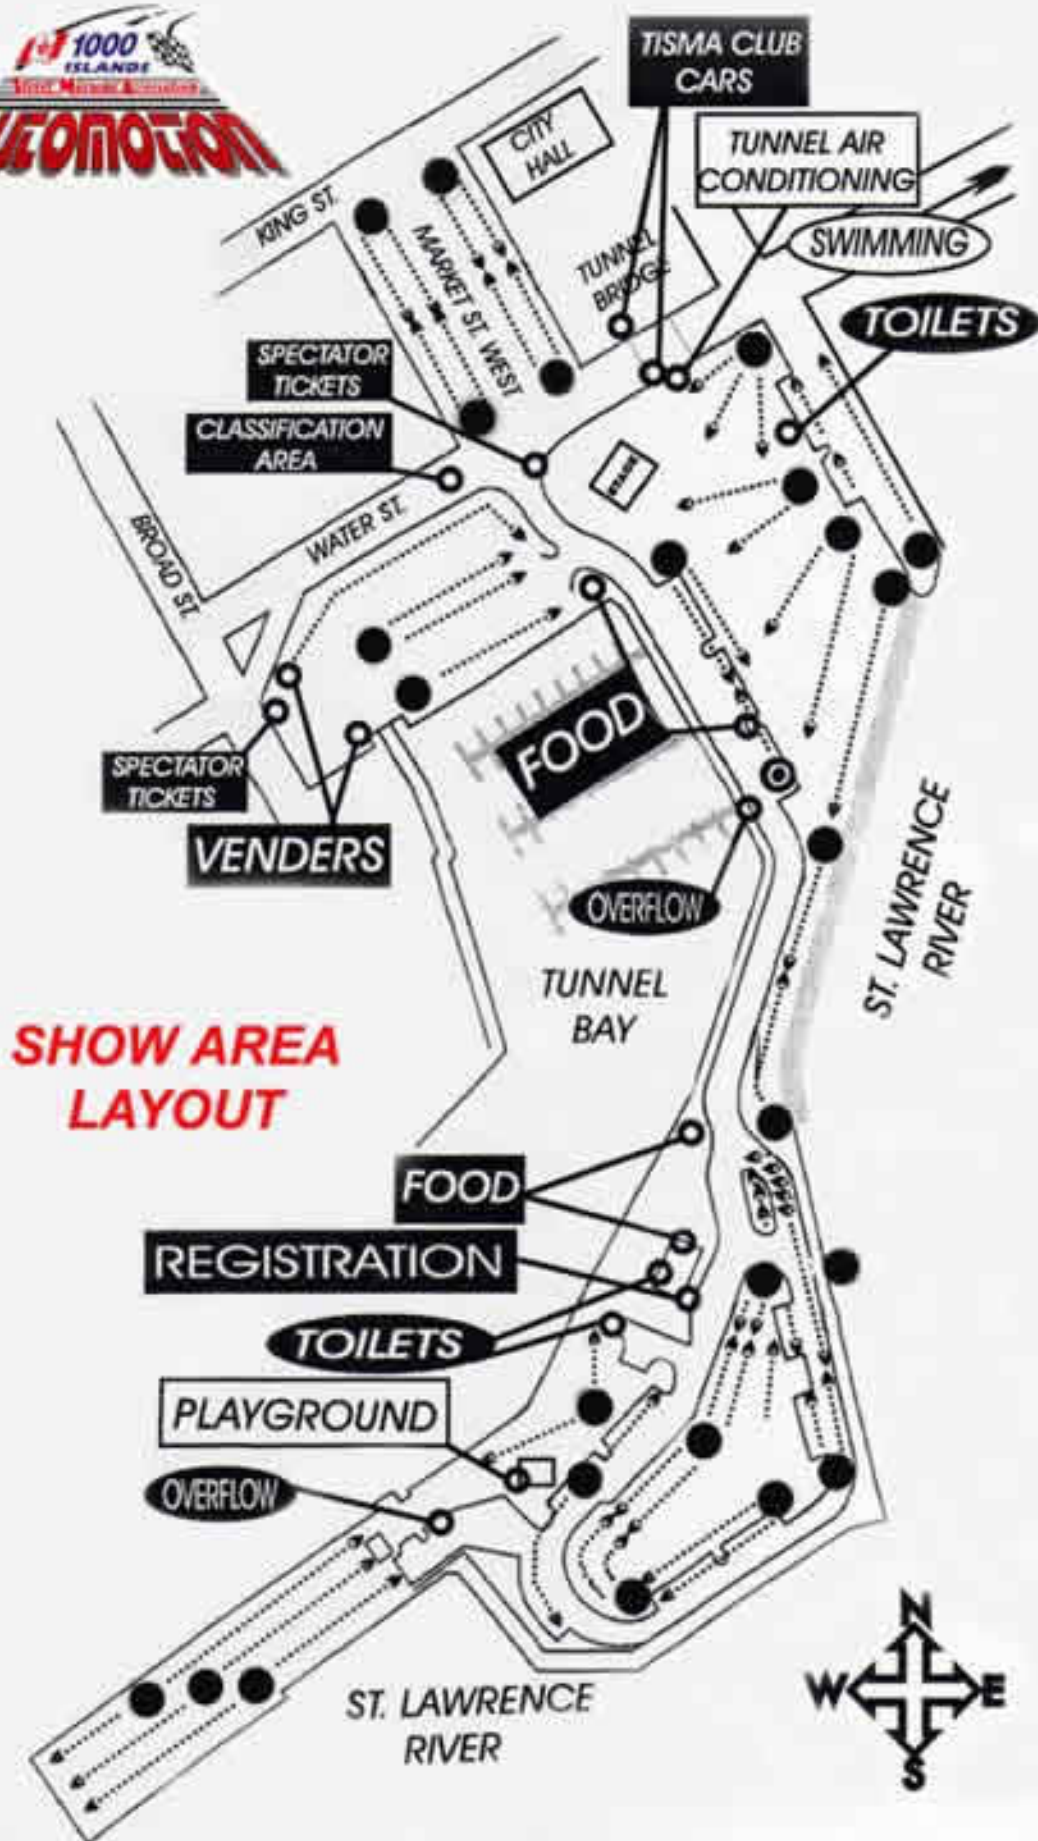 1000
ISLANDS
AUTOMOTION
TISMA CLUB
CARS
CITY
HALL
TUNNEL AIR
CONDITIONING
KING ST.
SWIMMING
MARKET ST. WEST
TUNNEL
BRIDGE
TOILETS
SPECTATOR
TICKETS
CLASSIFICATION
AREA
STAGE
BROAD ST.
WATER ST.
FOOD
SPECTATOR
TICKETS
VENDERS
OVERFLOW
ST. LAWRENCE
RIVER
TUNNEL
BAY
SHOW AREA
LAYOUT
FOOD
REGISTRATION
TOILETS
PLAYGROUND
OVERFLOW
ST. LAWRENCE
RIVER
N
W E
S